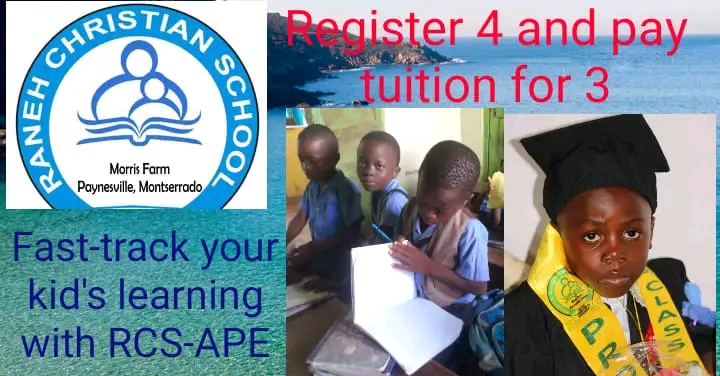 RANEH CHRISTIAN SCHOOL
Morris Farm
Paynesville, Montserrado
Register 4 and pay
tuition for 3
Fast-track your
kid's learning
with RCS-APE
CLASS